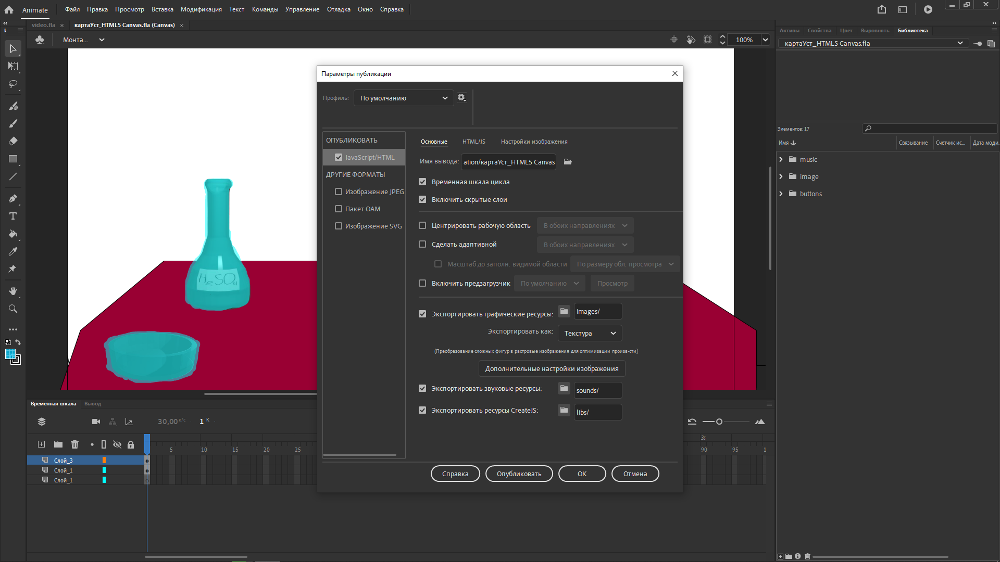 Animate Файл Правка Просмотр Вставка Модификация Текст Команды Управление Отладка Окно Справка
video.fla картаУст_HTML5 Canvas.fla (Canvas)
Монта... 100%
Активы Свойства Цвет Выровнять Библиотека
картаУст_HTML5 Canvas.fla
Элементов: 17
Имя Связывание Счетчик ис... Дата моди.
music
image
buttons
H2SO4
Параметры публикации
Профиль: По умолчанию
ОПУБЛИКОВАТЬ
JavaScript/HTML
ДРУГИЕ ФОРМАТЫ
Изображение JPEG
Пакет OAM
Изображение SVG
Основные HTML/JS Настройки изображения
Имя вывода: ation/картаУст_HTML5 Canvas
Временная шкала цикла
Включить скрытые слои
Центрировать рабочую область В обоих направлениях
Сделать адаптивной В обоих направлениях
Масштаб до заполн. видимой области По размеру обл. просмотра
Включить предзагрузчик По умолчанию Просмотр
Экспортировать графические ресурсы: images/
Экспортировать как: Текстура
(Преобразование сложных фигур в растровые изображения для оптимизации произв-сти)
Дополнительные настройки изображения
Экспортировать звуковые ресурсы: sounds/
Экспортировать ресурсы CreateJS: libs/
Справка Опубликовать ОК Отмена
Временная шкала Вывод
30,00 к/с 1 К
3s
5 10 15 20 25 90 95 1
Слой_3
Слой_1
Слой_1